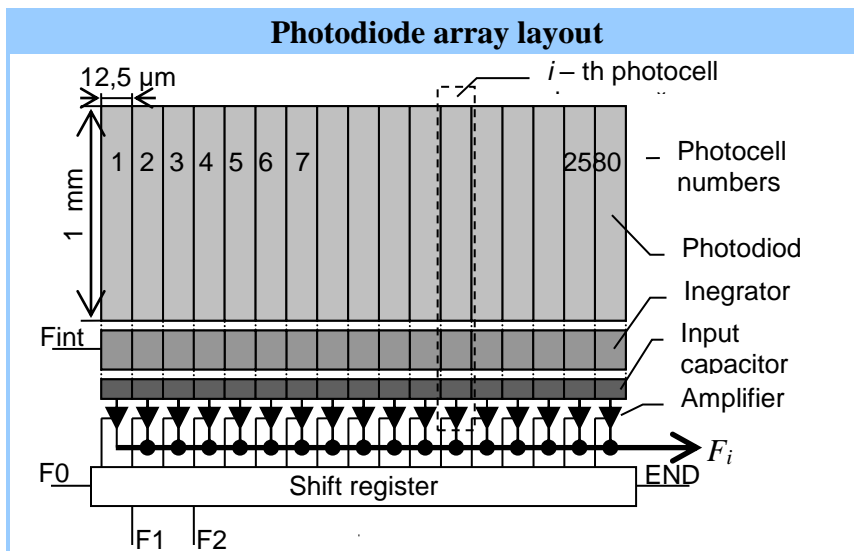 Photodiode array layout
12,5 µm
i – th photocell
1 2 3 4 5 6 7 2580
Photocell
numbers
1 mm
Photodiod
Inegrator
Fint
Input
capacitor
Amplifier
Fi
F0
Shift register
END
F1 F2